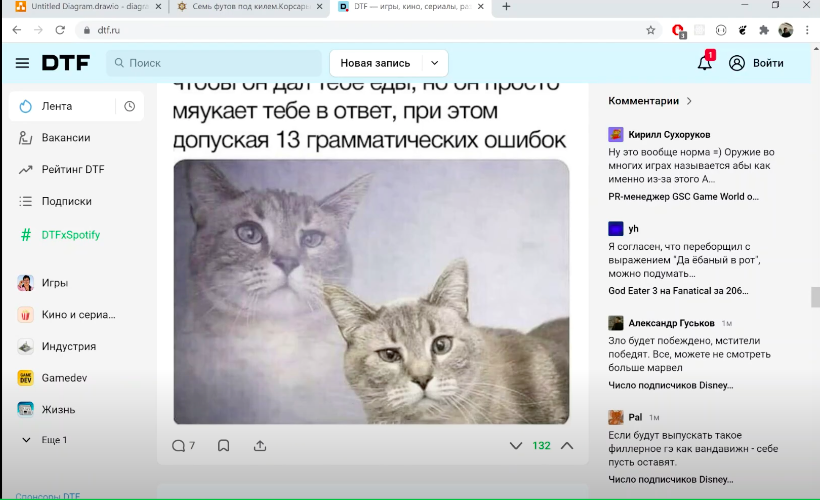 Untitled Diagram.drawio - diagra
Семь футов под килем.Корсар
DTF — игры, кино, сериалы, ра
dtf.ru
1
DTF
Поиск
Новая запись
1
Войти
чтобы он дал тебе еды, но он просто
мяукает тебе в ответ, при этом
допуская 13 грамматических ошибок
7
132
Лента
Вакансии
Рейтинг DTF
Подписки
# DTFxSpotify
Игры
Кино и сериа...
Индустрия
GAME DEV Gamedev
Жизнь
Еще 1
Спонсоры DTF
Комментарии
Кирилл Сухоруков
Ну это вообще норма =) Оружие во
многих играх называется абы как
именно из-за этого А...
PR-менеджер GSC Game World о...
yh
Я согласен, что переборщил с
выражением "Да ёбаный в рот",
можно подумать...
God Eater 3 на Fanatical за 206...
Александр Гуськов 1м
Зло будет побеждено, мстители
победят. Все, можете не смотреть
больше марвел
Число подписчиков Disney...
Pal 1м
Если будут выпускать такое
филлерное гэ как вандавижн - себе
пусть оставят.
Число подписчиков Disney...